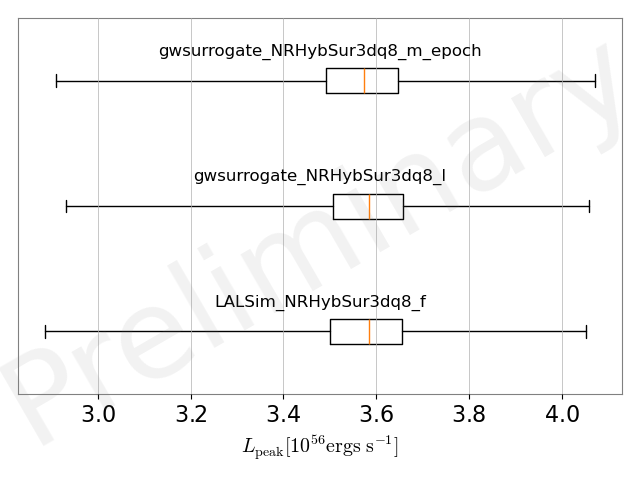 gwsurrogate_NRHybSur3dq8_m_epoch
gwsurrogate_NRHybSur3dq8_l
LALSim_NRHybSur3dq8_f
Preliminary
3.0 3.2 3.4 3.6 3.8 4.0
L_peak[10^56 ergs s^−1]